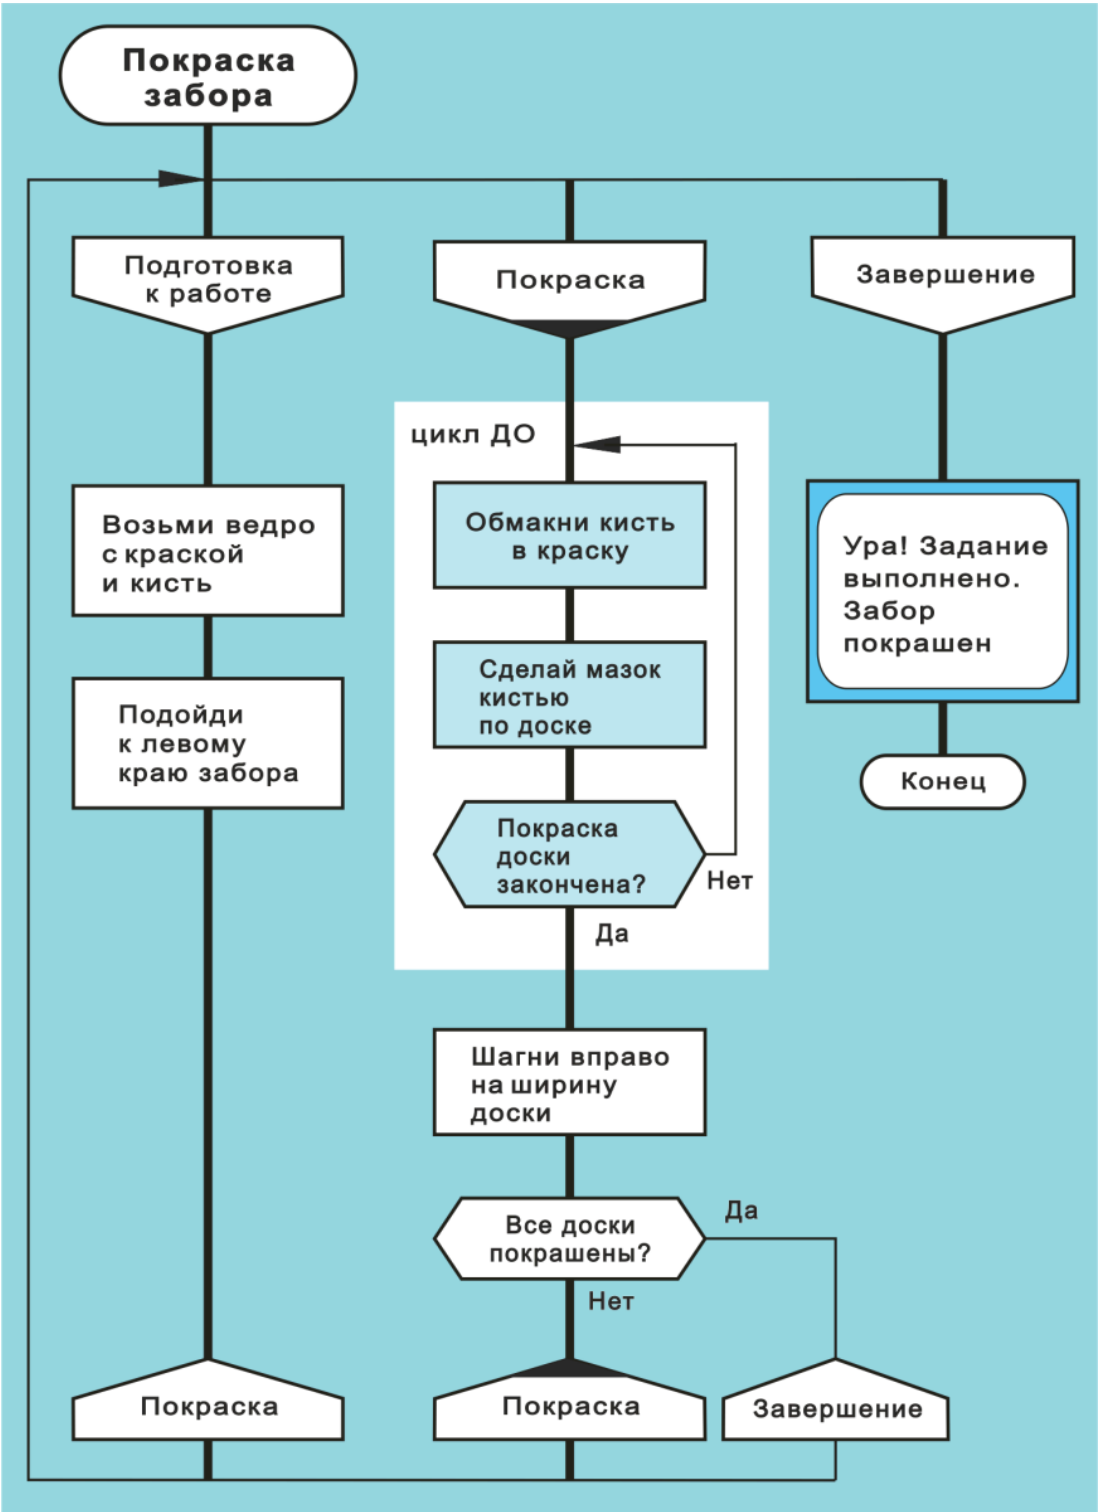 Покраска
забора
Подготовка
к работе
Покраска
Завершение
цикл ДО
Возьми ведро
с краской
и кисть
Подойди
к левому
краю забора
Обмакни кисть
в краску
Сделай мазок
кистью
по доске
Покраска
доски
закончена?
Нет
Да
Шагни вправо
на ширину
доски
Все доски
покрашены?
Да
Нет
Ура! Задание
выполнено.
Забор
покрашен
Конец
Покраска
Покраска
Завершение